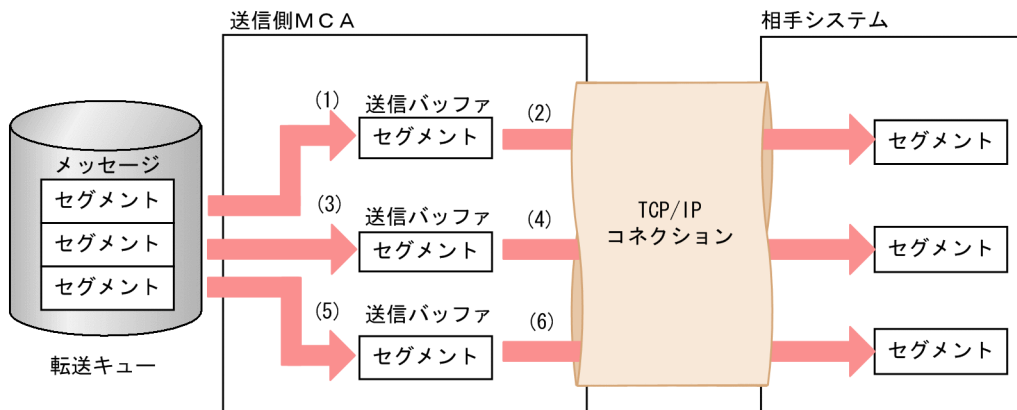 送信側ＭＣＡ
相手システム
(1)
送信バッファ
(2)
セグメント
セグメント
メッセージ
セグメント
セグメント
セグメント
(3)
送信バッファ
(4)
セグメント
TCP/IP
コネクション
セグメント
(5)
送信バッファ
(6)
セグメント
セグメント
転送キュー